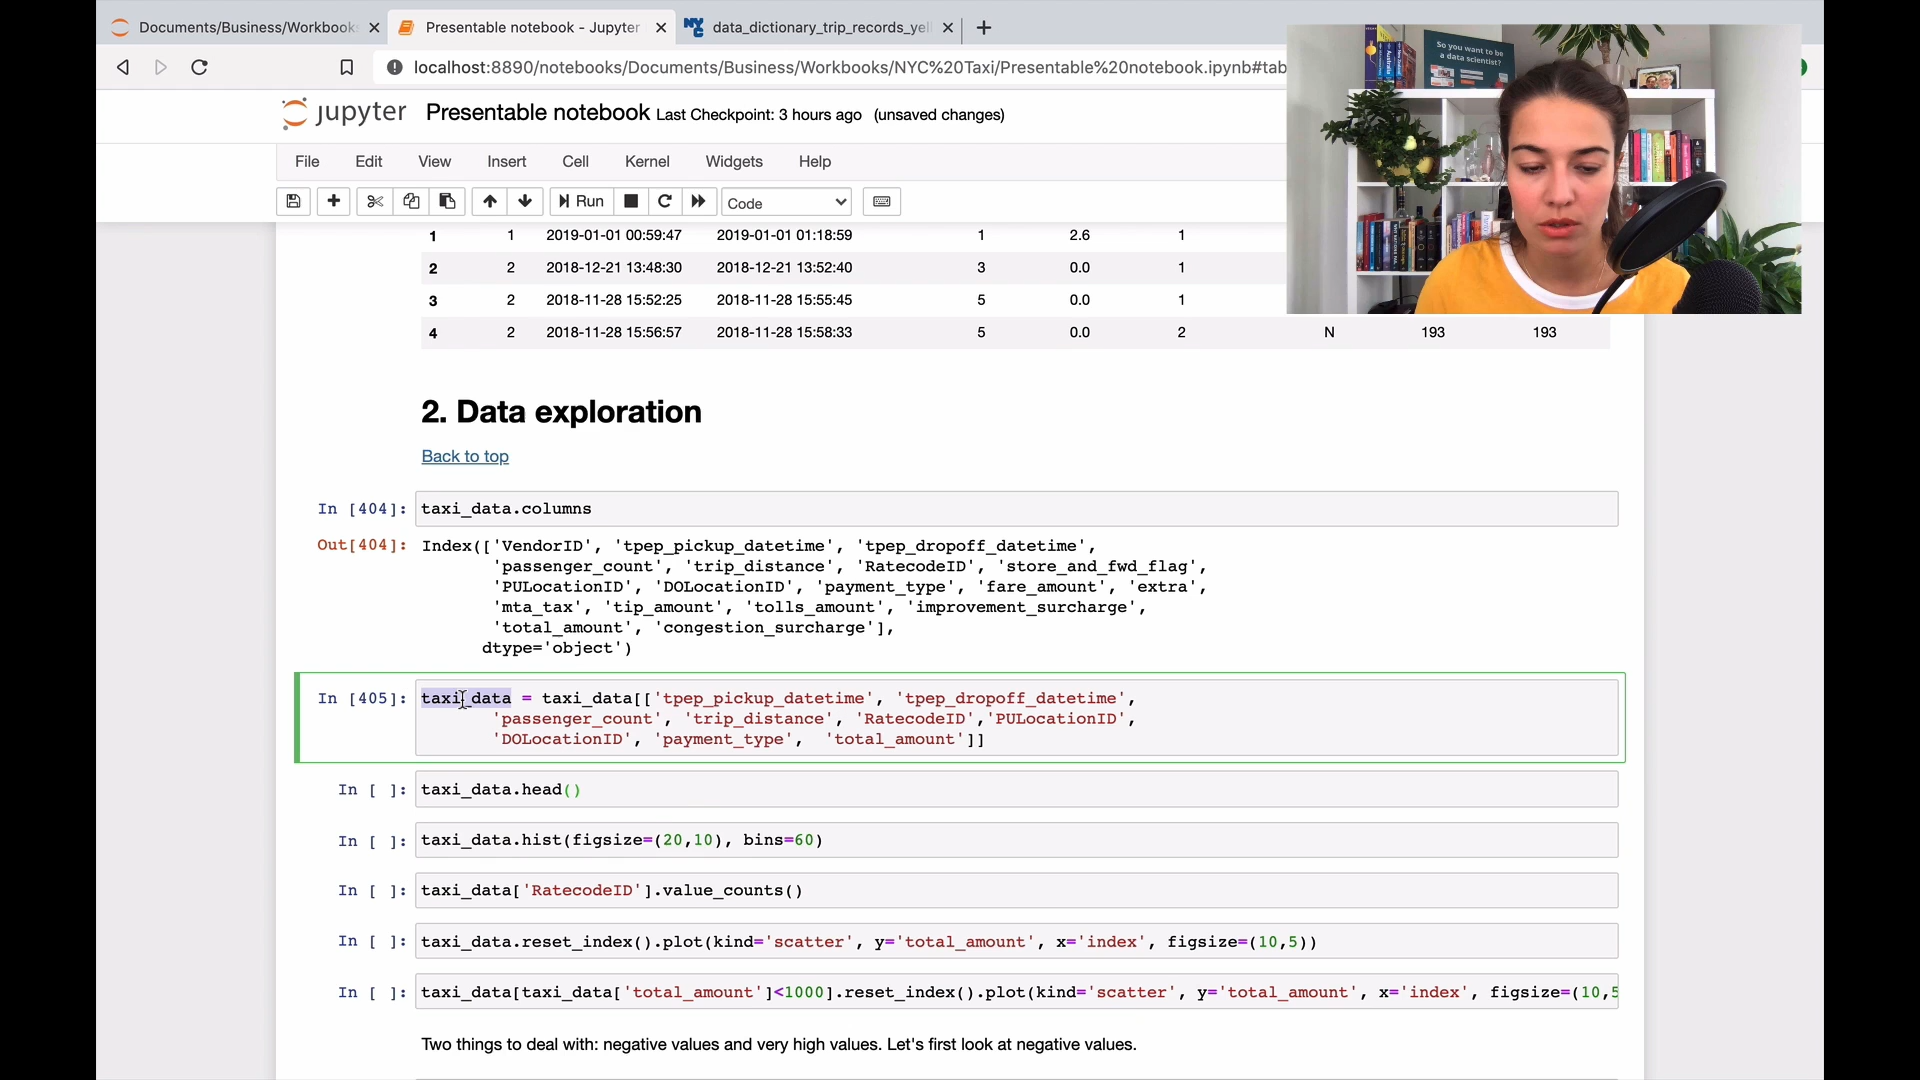 Documents/Business/Workbook
Presentable notebook - Jupyter
NYC
data_dictionary_trip_records_yel
localhost:8890/notebooks/Documents/Business/Workbooks/NYC%20Taxi/Presentable%20notebook.ipynb#tab
So you want to be
a data scientist?
jupyter
Presentable notebook Last Checkpoint: 3 hours ago (unsaved changes)
File Edit View Insert Cell Kernel Widgets Help
Run
Code
1 1 2019-01-01 00:59:47 2019-01-01 01:18:59 1 2.6 1
2 2 2018-12-21 13:48:30 2018-12-21 13:52:40 3 0.0 1
3 2 2018-11-28 15:52:25 2018-11-28 15:55:45 5 0.0 1
4 2 2018-11-28 15:56:57 2018-11-28 15:58:33 5 0.0 2 N 193 193
2. Data exploration
Back to top
In [404]: taxi_data.columns
Out[404]: Index(['VendorID', 'tpep_pickup_datetime', 'tpep_dropoff_datetime',
'passenger_count', 'trip_distance', 'RatecodeID', 'store_and_fwd_flag',
'PULocationID', 'DOLocationID', 'payment_type', 'fare_amount', 'extra',
'mta_tax', 'tip_amount', 'tolls_amount', 'improvement_surcharge',
'total_amount', 'congestion_surcharge'],
dtype='object')
In [405]: taxi_data = taxi_data[['tpep_pickup_datetime', 'tpep_dropoff_datetime',
'passenger_count', 'trip_distance', 'RatecodeID','PULocationID',
'DOLocationID', 'payment_type', 'total_amount']]
In [ ]: taxi_data.head()
In [ ]: taxi_data.hist(figsize=(20,10), bins=60)
In [ ]: taxi_data['RatecodeID'].value_counts()
In [ ]: taxi_data.reset_index().plot(kind='scatter', y='total_amount', x='index', figsize=(10,5))
In [ ]: taxi_data[taxi_data['total_amount']<1000].reset_index().plot(kind='scatter', y='total_amount', x='index', figsize=(10,5
Two things to deal with: negative values and very high values. Let's first look at negative values.